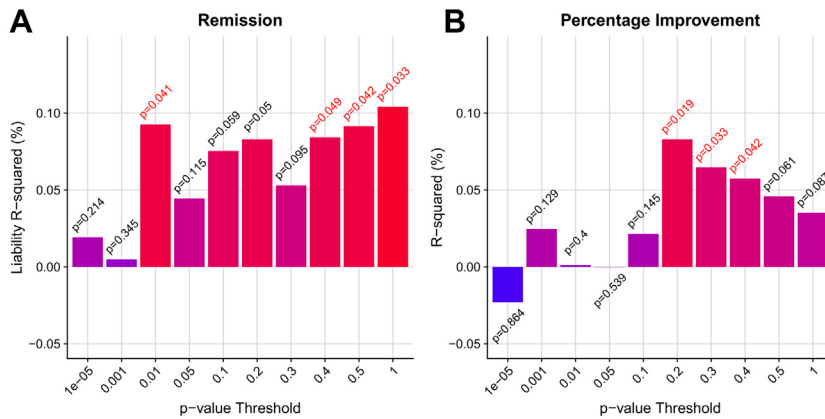 A
Remission
Liability R−squared (%)
0.10
0.05
0.00
−0.05
p=0.214
p=0.345
p=0.041
p=0.115
p=0.059
p=0.05
p=0.095
p=0.049
p=0.042
p=0.033
1e−05
0.001
0.01
0.05
0.1
0.2
0.3
0.4
0.5
1
p−value Threshold
B
Percentage Improvement
R−squared (%)
0.10
0.05
0.00
−0.05
p=0.864
p=0.129
p=0.4
p=0.539
p=0.145
p=0.019
p=0.033
p=0.042
p=0.061
p=0.087
1e−05
0.001
0.01
0.05
0.1
0.2
0.3
0.4
0.5
1
p−value Threshold